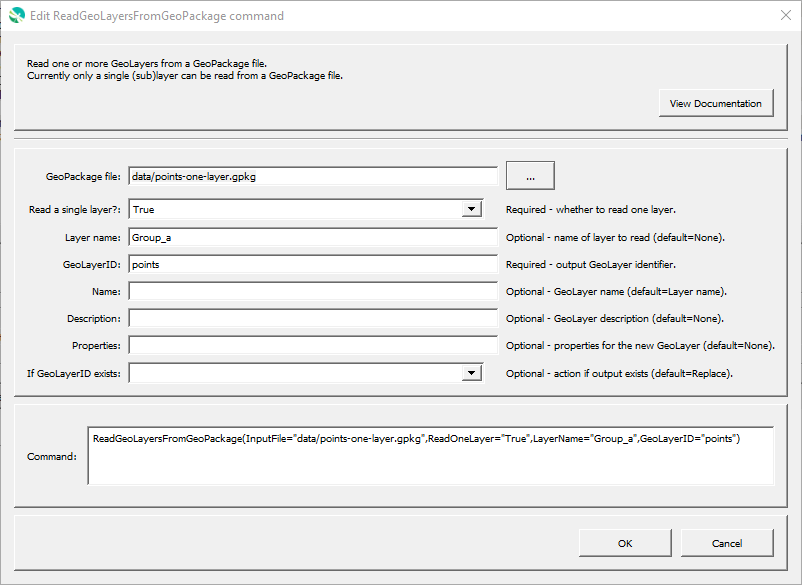 Edit ReadGeoLayersFromGeoPackage command
Read one or more GeoLayers from a GeoPackage file.
Currently only a single (sub)layer can be read from a GeoPackage file.
View Documentation
GeoPackage file: data/points-one-layer.gpkg ...
Read a single layer?: True Required - whether to read one layer.
Layer name: Group_a Optional - name of layer to read (default=None).
GeoLayerID: points Required - output GeoLayer identifier.
Name: Optional - GeoLayer name (default=Layer name).
Description: Optional - GeoLayer description (default=None).
Properties: Optional - properties for the new GeoLayer (default=None).
If GeoLayerID exists: Optional - action if output exists (default=Replace).
Command: ReadGeoLayersFromGeoPackage(InputFile="data/points-one-layer.gpkg",ReadOneLayer="True",LayerName="Group_a",GeoLayerID="points")
OK Cancel